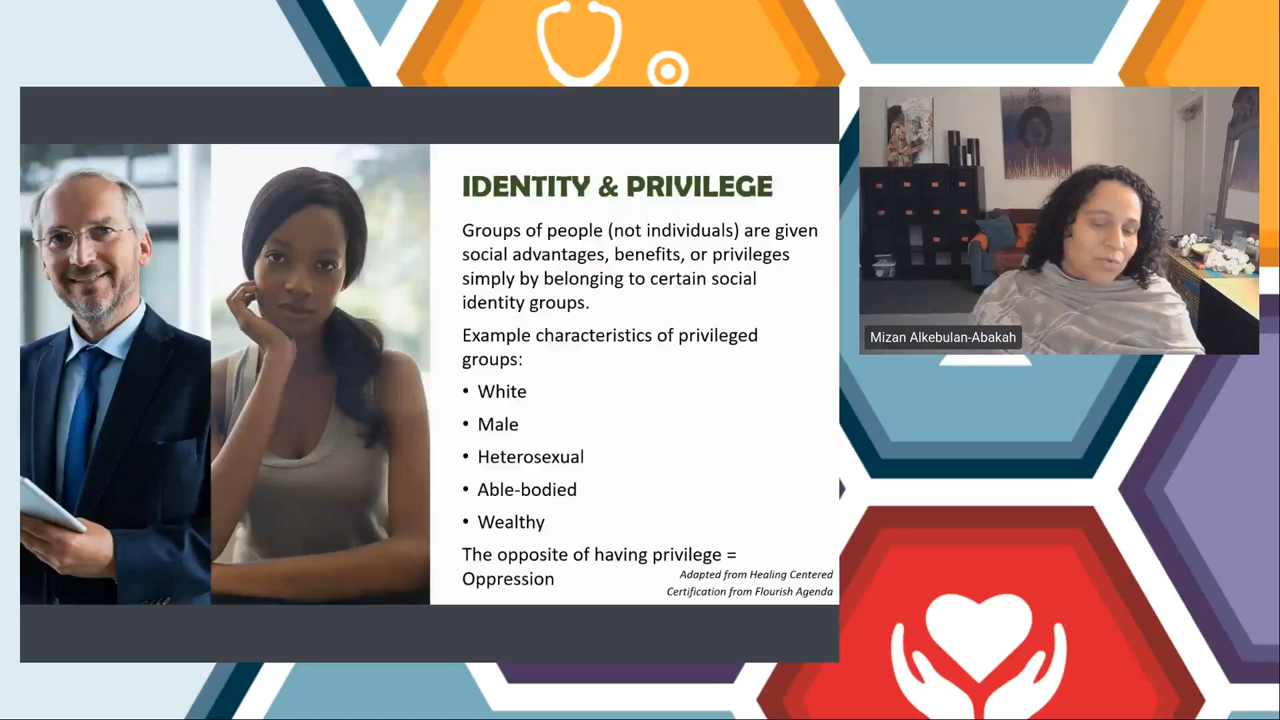 IDENTITY & PRIVILEGE
Groups of people (not individuals) are given
social advantages, benefits, or privileges
simply by belonging to certain social
identity groups.
Example characteristics of privileged
groups:
• White
• Male
• Heterosexual
• Able-bodied
• Wealthy
The opposite of having privilege =
Oppression
Adapted from Healing Centered
Certification from Flourish Agenda
Mizan Alkebulan-Abakah